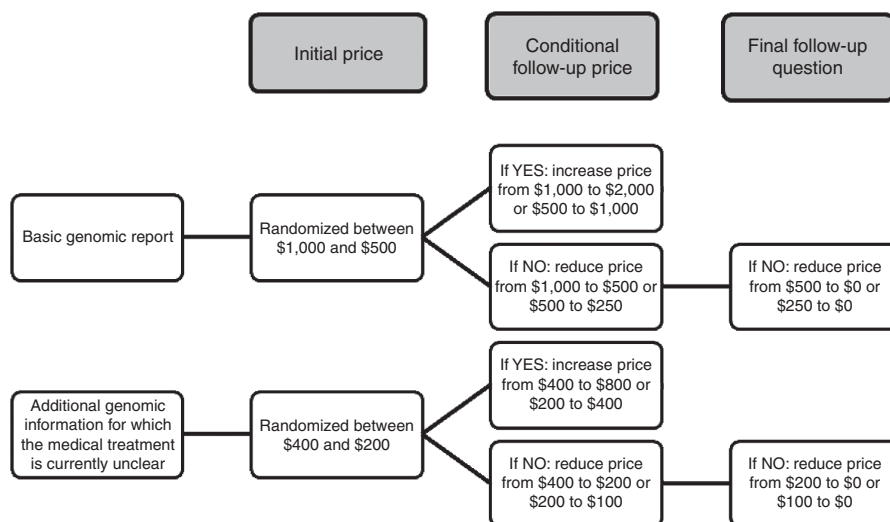 Initial price
Conditional
follow-up price
Final follow-up
question
Basic genomic report
Randomized between
$1,000 and $500
If YES: increase price
from $1,000 to $2,000
or $500 to $1,000
If NO: reduce price
from $1,000 to $500 or
$500 to $250
If NO: reduce price
from $500 to $0 or
$250 to $0
Additional genomic
information for which
the medical treatment
is currently unclear
Randomized between
$400 and $200
If YES: increase price
from $400 to $800 or
$200 to $400
If NO: reduce price
from $400 to $200 or
$200 to $100
If NO: reduce price
from $200 to $0 or
$100 to $0